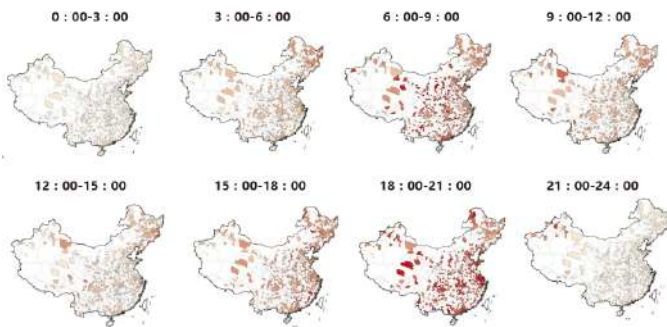 0 : 00-3 : 00
3 : 00-6 : 00
6 : 00-9 : 00
9 : 00-12 : 00
12 : 00-15 : 00
15 : 00-18 : 00
18 : 00-21 : 00
21 : 00-24 : 00